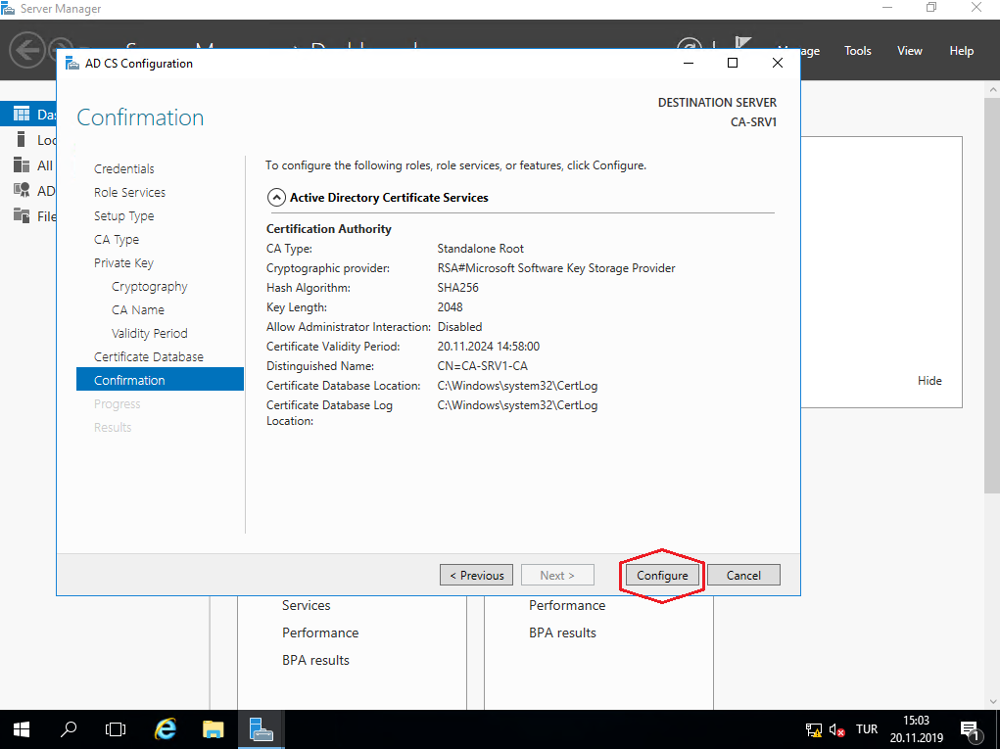 Server Manager
Manage Tools View Help
AD CS Configuration
Confirmation
DESTINATION SERVER
CA-SRV1
Credentials
Role Services
Setup Type
CA Type
Private Key
Cryptography
CA Name
Validity Period
Certificate Database
Confirmation
Progress
Results
To configure the following roles, role services, or features, click Configure.
Active Directory Certificate Services
Certification Authority
CA Type: Standalone Root
Cryptographic provider: RSA#Microsoft Software Key Storage Provider
Hash Algorithm: SHA256
Key Length: 2048
Allow Administrator Interaction: Disabled
Certificate Validity Period: 20.11.2024 14:58:00
Distinguished Name: CN=CA-SRV1-CA
Certificate Database Location: C:\Windows\system32\CertLog
Certificate Database Log C:\Windows\system32\CertLog
Location:
Hide
< Previous Next > Configure Cancel
Services
Performance
BPA results
Performance
BPA results
TUR
15:03
20.11.2019
1